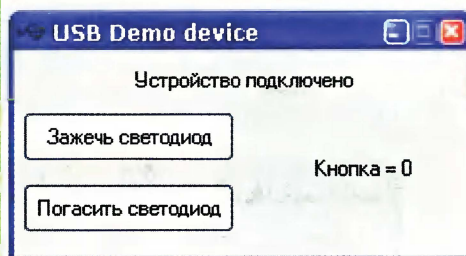 USB Demo device
Устройство подключено
Зажечь светодиод
Кнопка = 0
Погасить светодиод